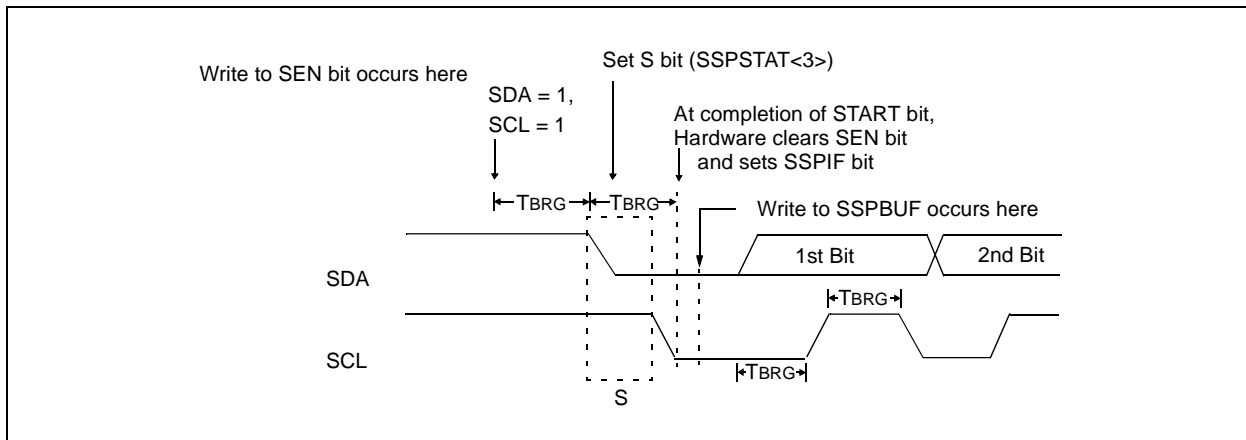 Write to SEN bit occurs here
Set S bit (SSPSTAT<3>)
SDA = 1,
SCL = 1
At completion of START bit,
Hardware clears SEN bit
and sets SSPIF bit
TBRG
TBRG
Write to SSPBUF occurs here
SDA
1st Bit
2nd Bit
TBRG
SCL
TBRG
S